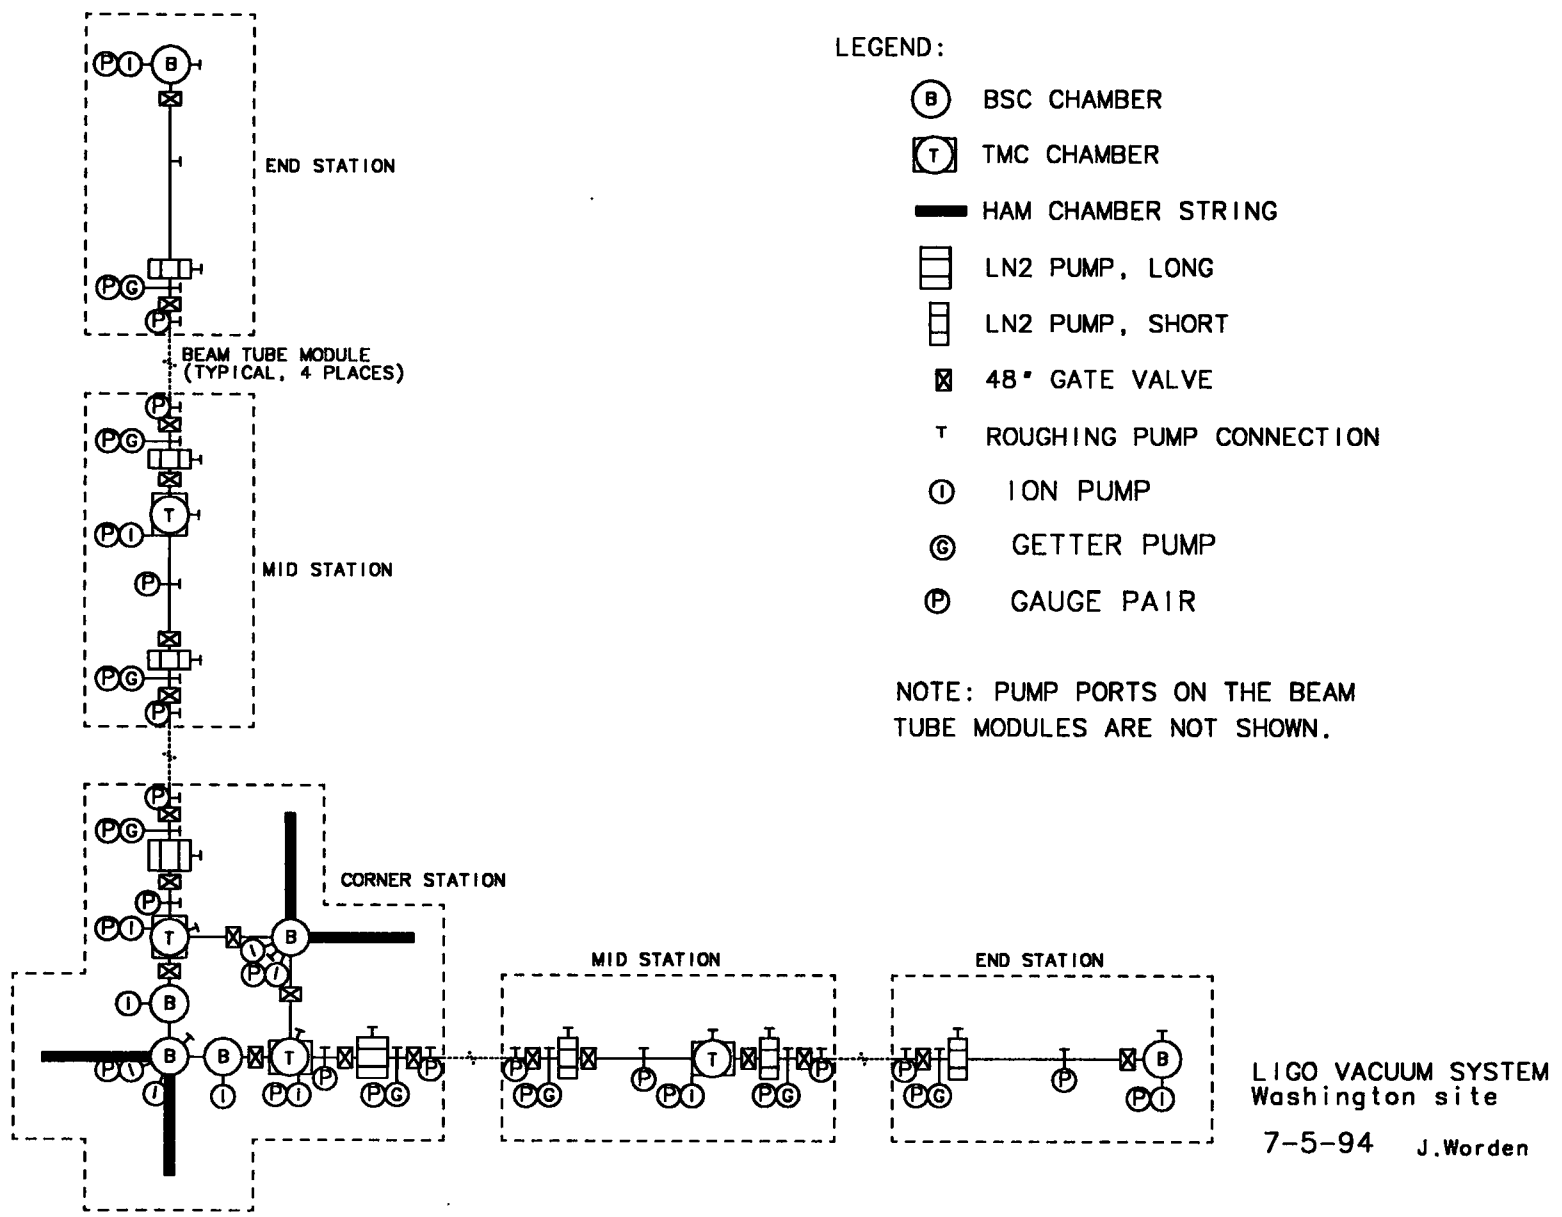 LEGEND:
B BSC CHAMBER
T TMC CHAMBER
HAM CHAMBER STRING
LN2 PUMP, LONG
LN2 PUMP, SHORT
48" GATE VALVE
ROUGHING PUMP CONNECTION
I ION PUMP
G GETTER PUMP
P GAUGE PAIR
NOTE: PUMP PORTS ON THE BEAM
TUBE MODULES ARE NOT SHOWN.
P I B
END STATION
P G
P
BEAM TUBE MODULE
(TYPICAL, 4 PLACES)
P
P G
T
P I
MID STATION
P
P G
P
P
P G
CORNER STATION
P
P I T
B
I
P I
I B
MID STATION
END STATION
B B T
T
B
P I
I I
P I
P
P G
P
P
P G
P
P I
P G
P
P
P G
P
P I
LIGO VACUUM SYSTEM
Washington site
7-5-94 J.Worden